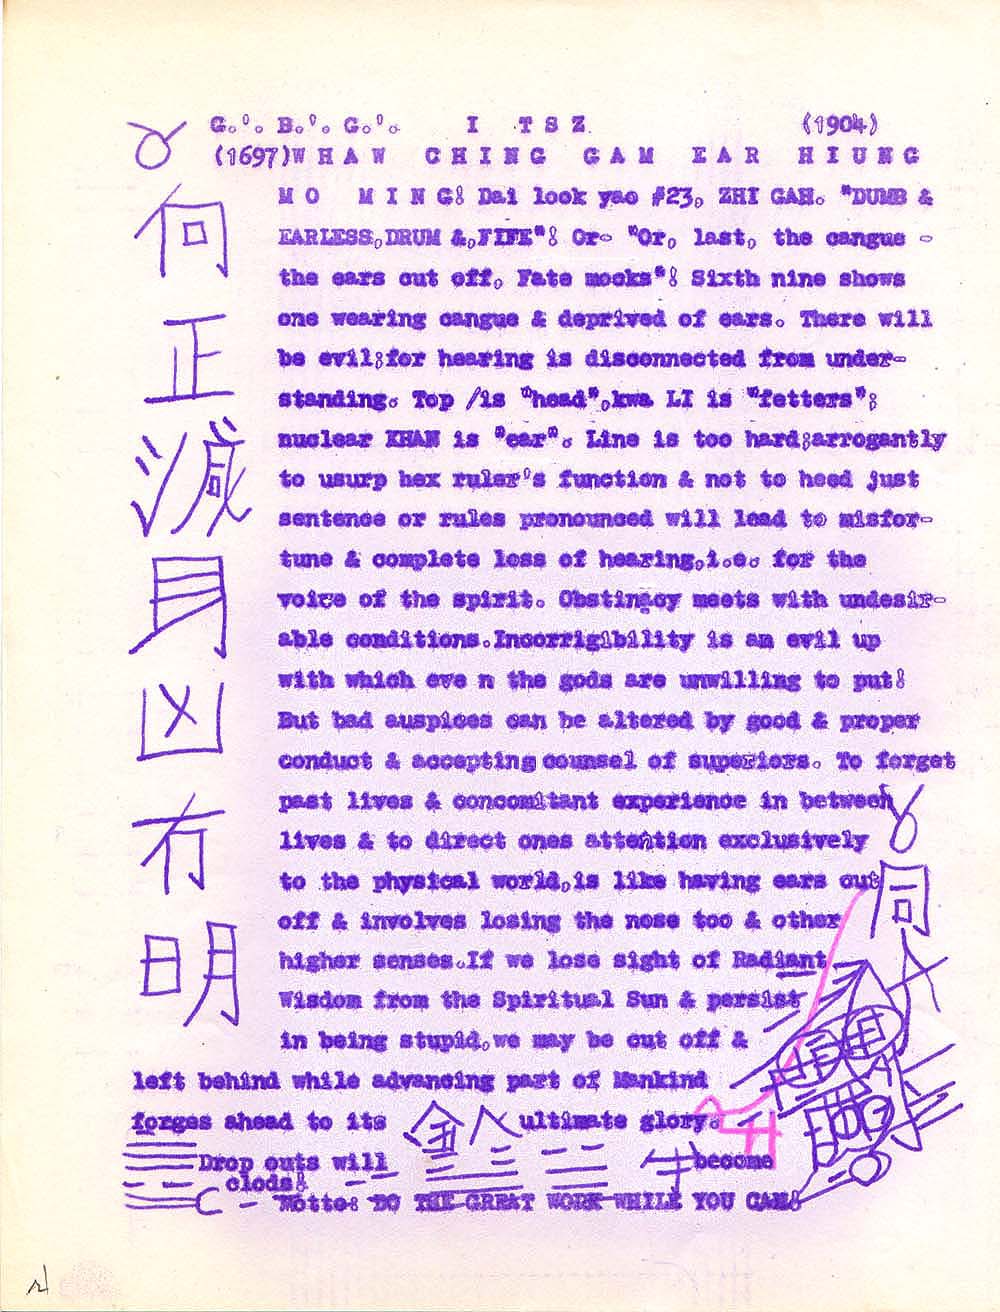 G.'. B.'. G.'. I TSZ (1904)
(1697) WHAW CHING GAM EAR HIUNG
何
正
滅
耳
凶
冇
明
MO MING! Dai look yao #23, ZHI GAH. "DUMB &
EARLESS,DRUM &,FIFE"! Or- "Or, last, the cangue -
the ears cut off, Fate mocks"! Sixth nine shows
one wearing cangue & deprived of ears. There will
be evil;for hearing is disconnected from under-
standing. Top /is "head",kwa LI is "fetters";
nuclear KHAN is "ear". Line is too hard;arrogantly
to usurp hex ruler's function & not to heed just
sentence or rules pronounced will lead to misfor-
tune & complete loss of hearing,i.e. for the
voice of the spirit. Obstinacy meets with undesir-
able conditions.Incorrigibility is an evil up
with which eve n the gods are unwilling to put!
But bad auspices can be altered by good & proper
conduct & accepting counsel of superiors. To forget
past lives & concomitant experience in between
lives & to direct ones attention exclusively
to the physical world,is like having ears cut
off & involves losing the nose too & other
higher senses.If we lose sight of Radiant
Wisdom from the Spiritual Sun & persist
in being stupid,we may be cut off &
left behind while advancing part of Mankind
forges ahead to its ultimate glory.
Drop outs will become
clods!
Motto: DO THE GREAT WORK WHILE YOU CAN!